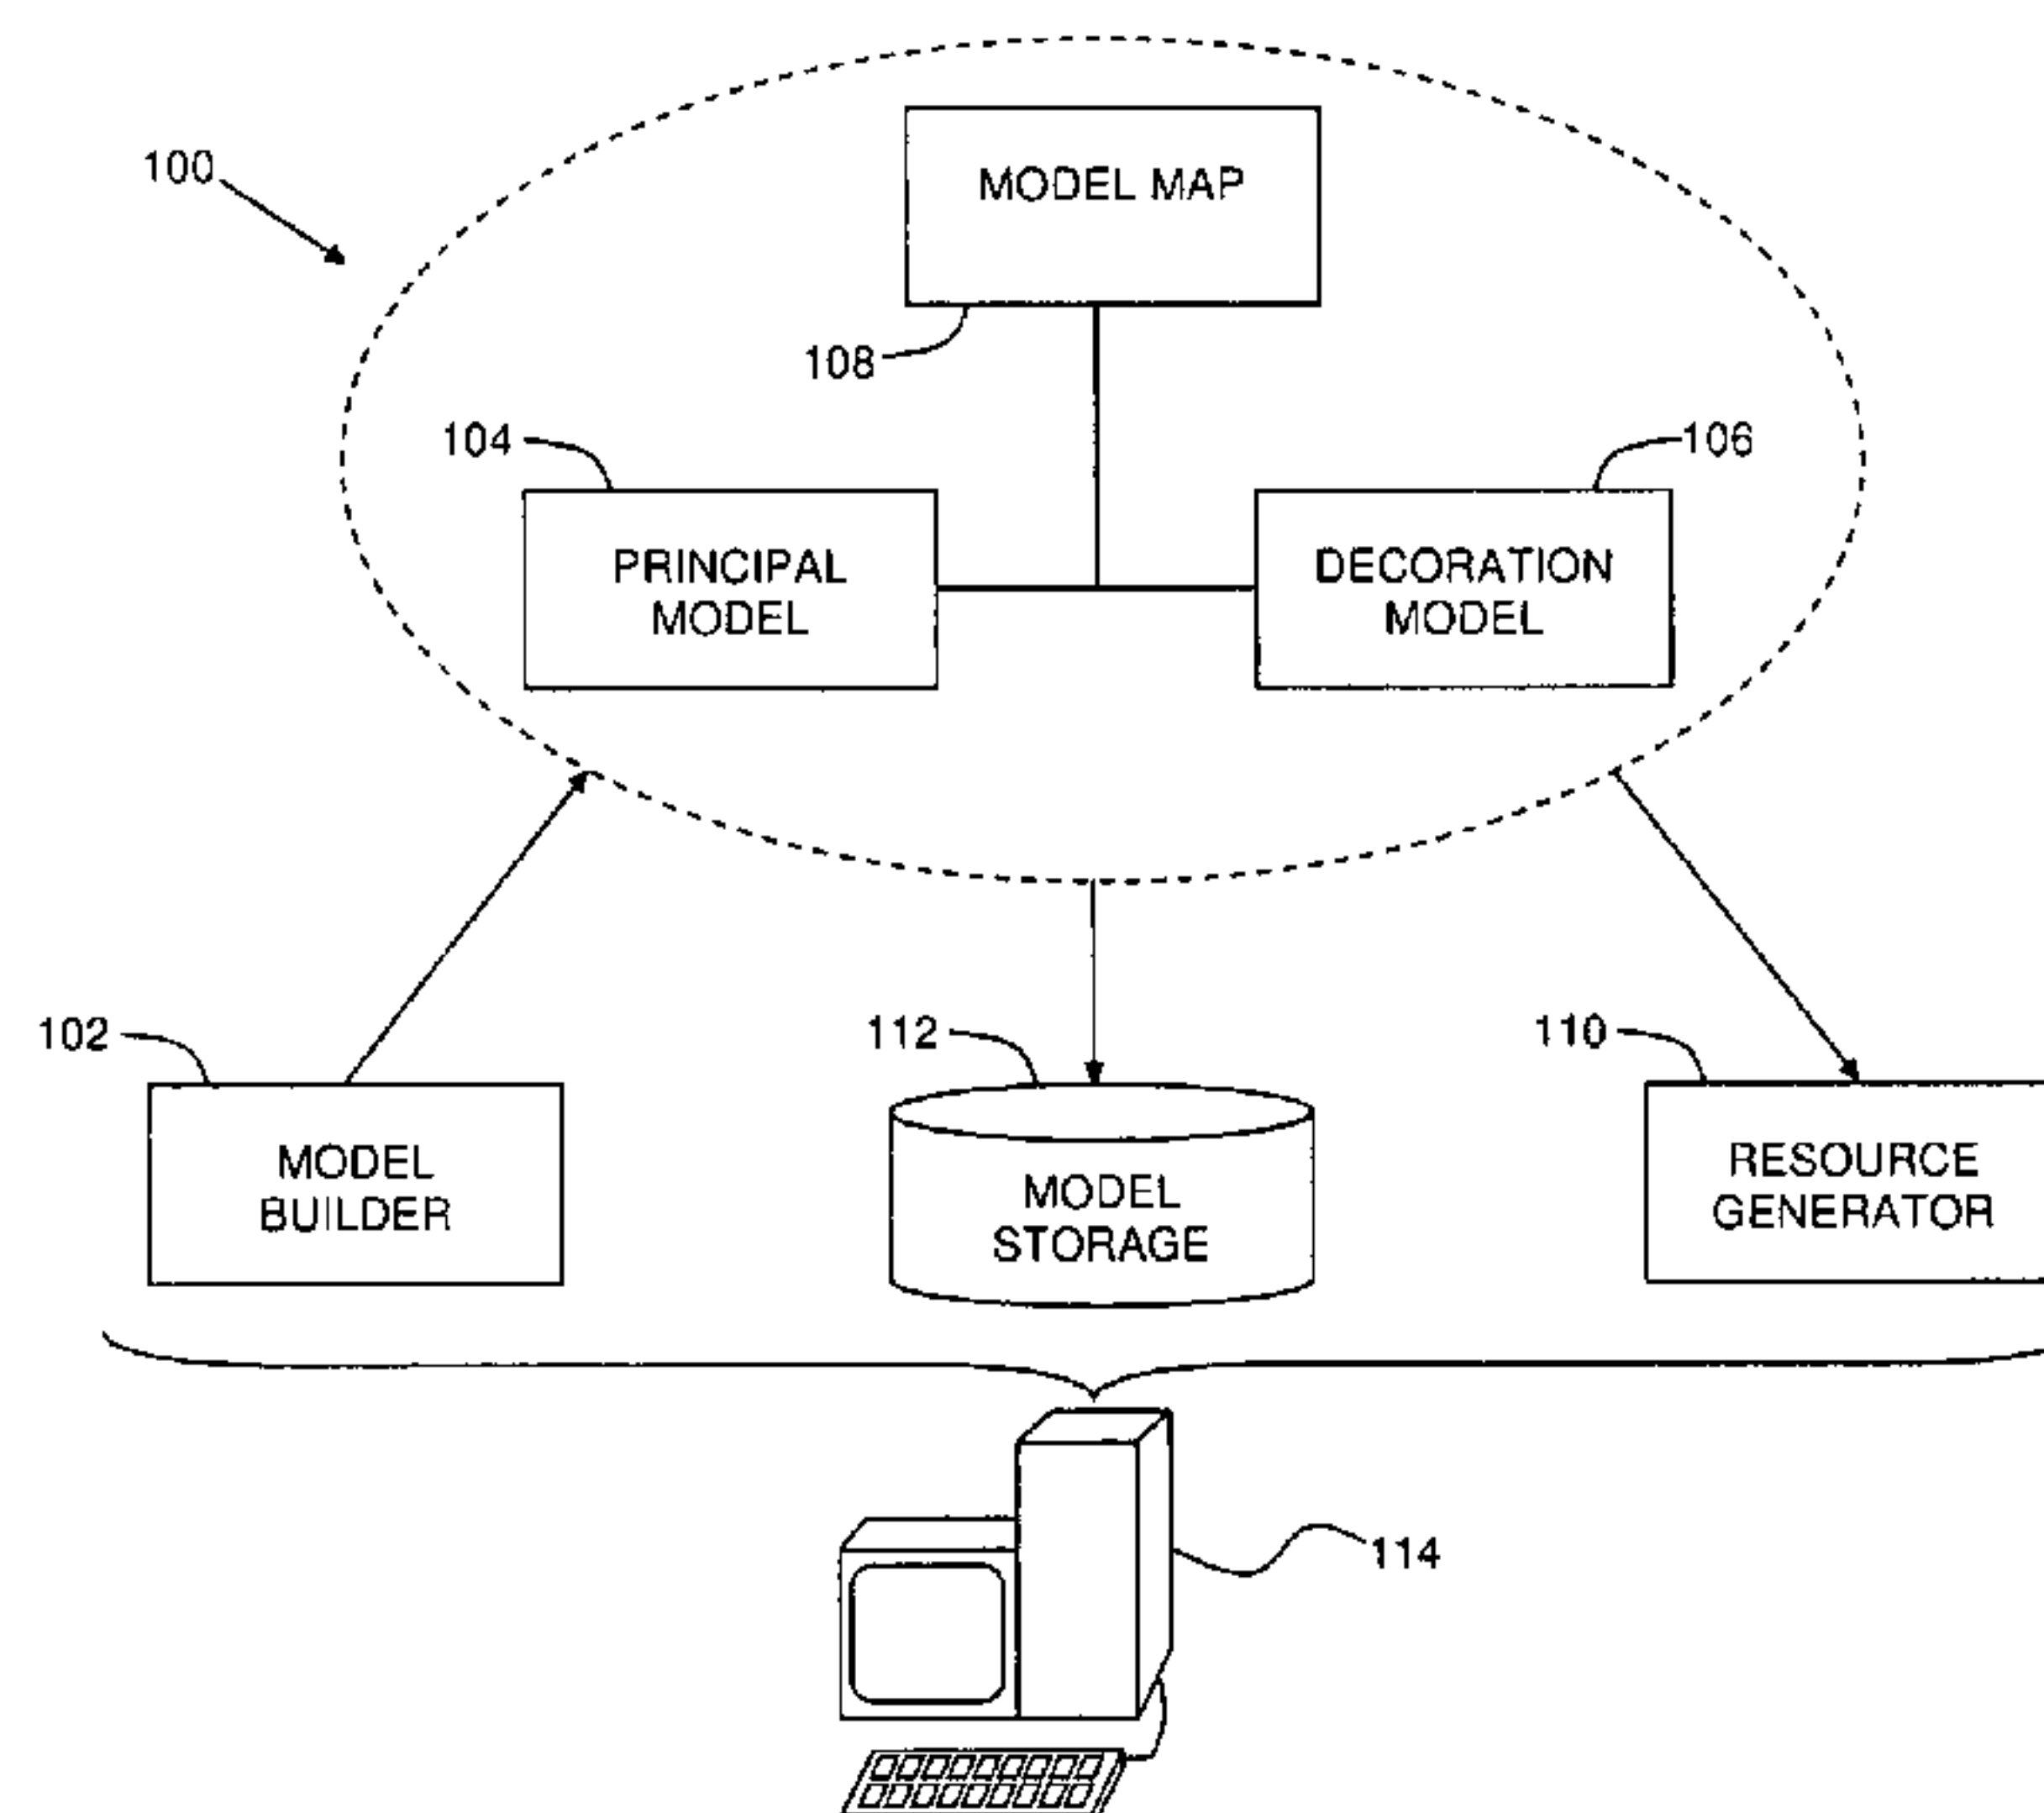 100
MODEL MAP
108
104
106
PRINCIPAL
MODEL
DECORATION
MODEL
102
112
110
MODEL
BUILDER
MODEL
STORAGE
RESOURCE
GENERATOR
114